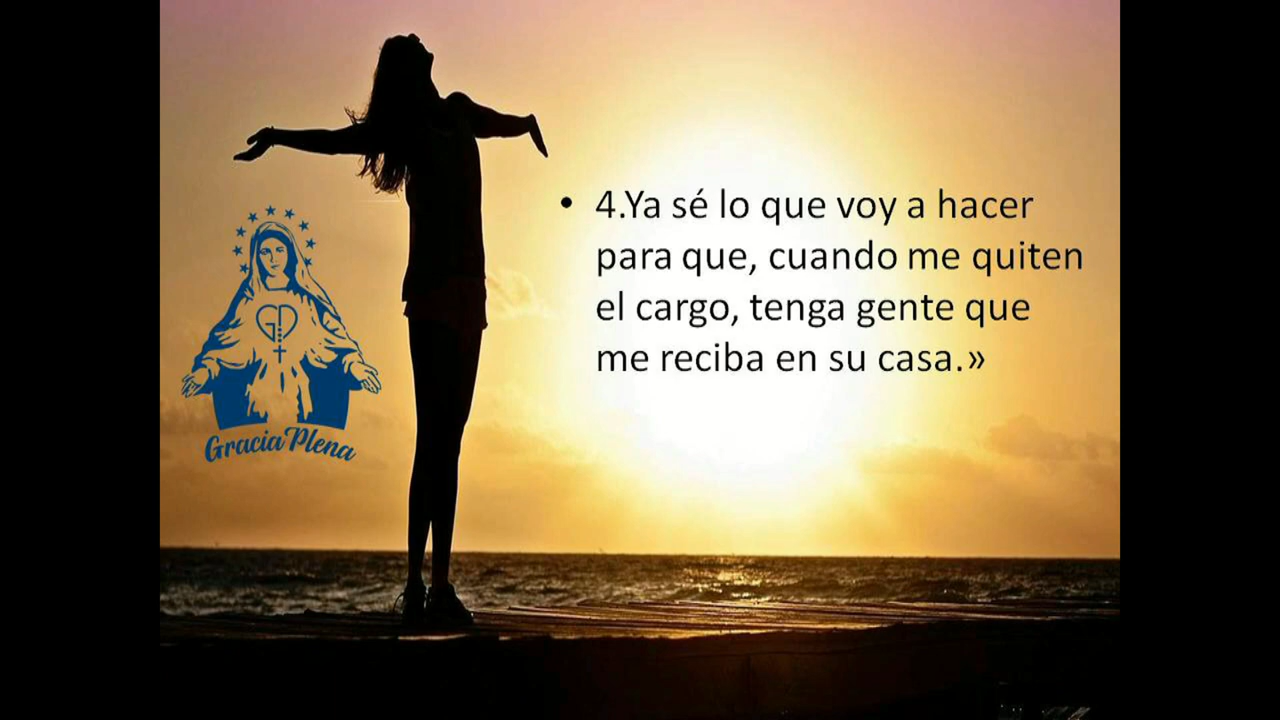 • 4.Ya sé lo que voy a hacer
para que, cuando me quiten
el cargo, tenga gente que
me reciba en su casa.»
GD
Gracia Plena